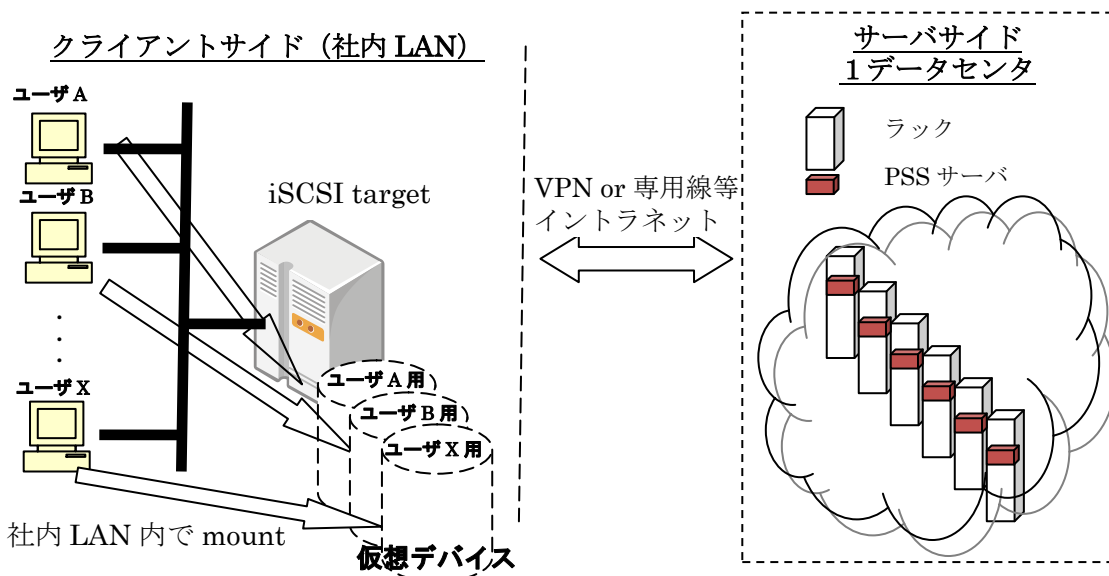 クライアントサイド（社内 LAN）
ユーザ A
ユーザ B
・
・
・
ユーザ X
社内 LAN 内で mount
iSCSI target
ユーザ A 用
ユーザ B 用
ユーザ X 用
仮想デバイス
VPN or 専用線等
イントラネット
サーバサイド
１データセンタ
ラック
PSS サーバ